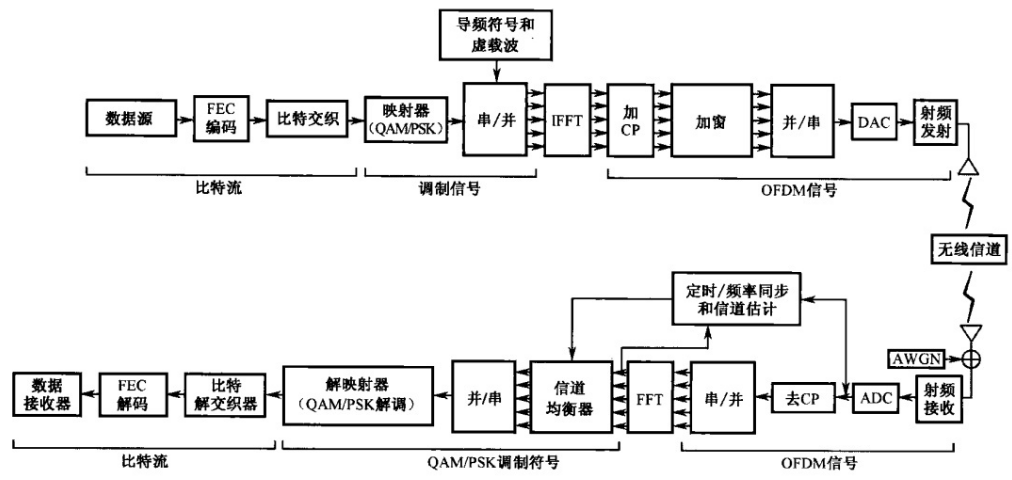 导频符号和
虚载波
数据源
FEC
编码
比特交织
映射器
(QAM/PSK)
串/并
IFFT
加
CP
加窗
并/串
DAC
射频
发射
比特流
调制信号
OFDM信号
无线信道
定时/频率同步
和信道估计
AWGN
数据
接收器
FEC
解码
比特
解交织器
解映射器
(QAM/PSK解调)
并/串
信道
均衡器
FFT
串/并
去CP
ADC
射频
接收
比特流
QAM/PSK调制符号
OFDM信号